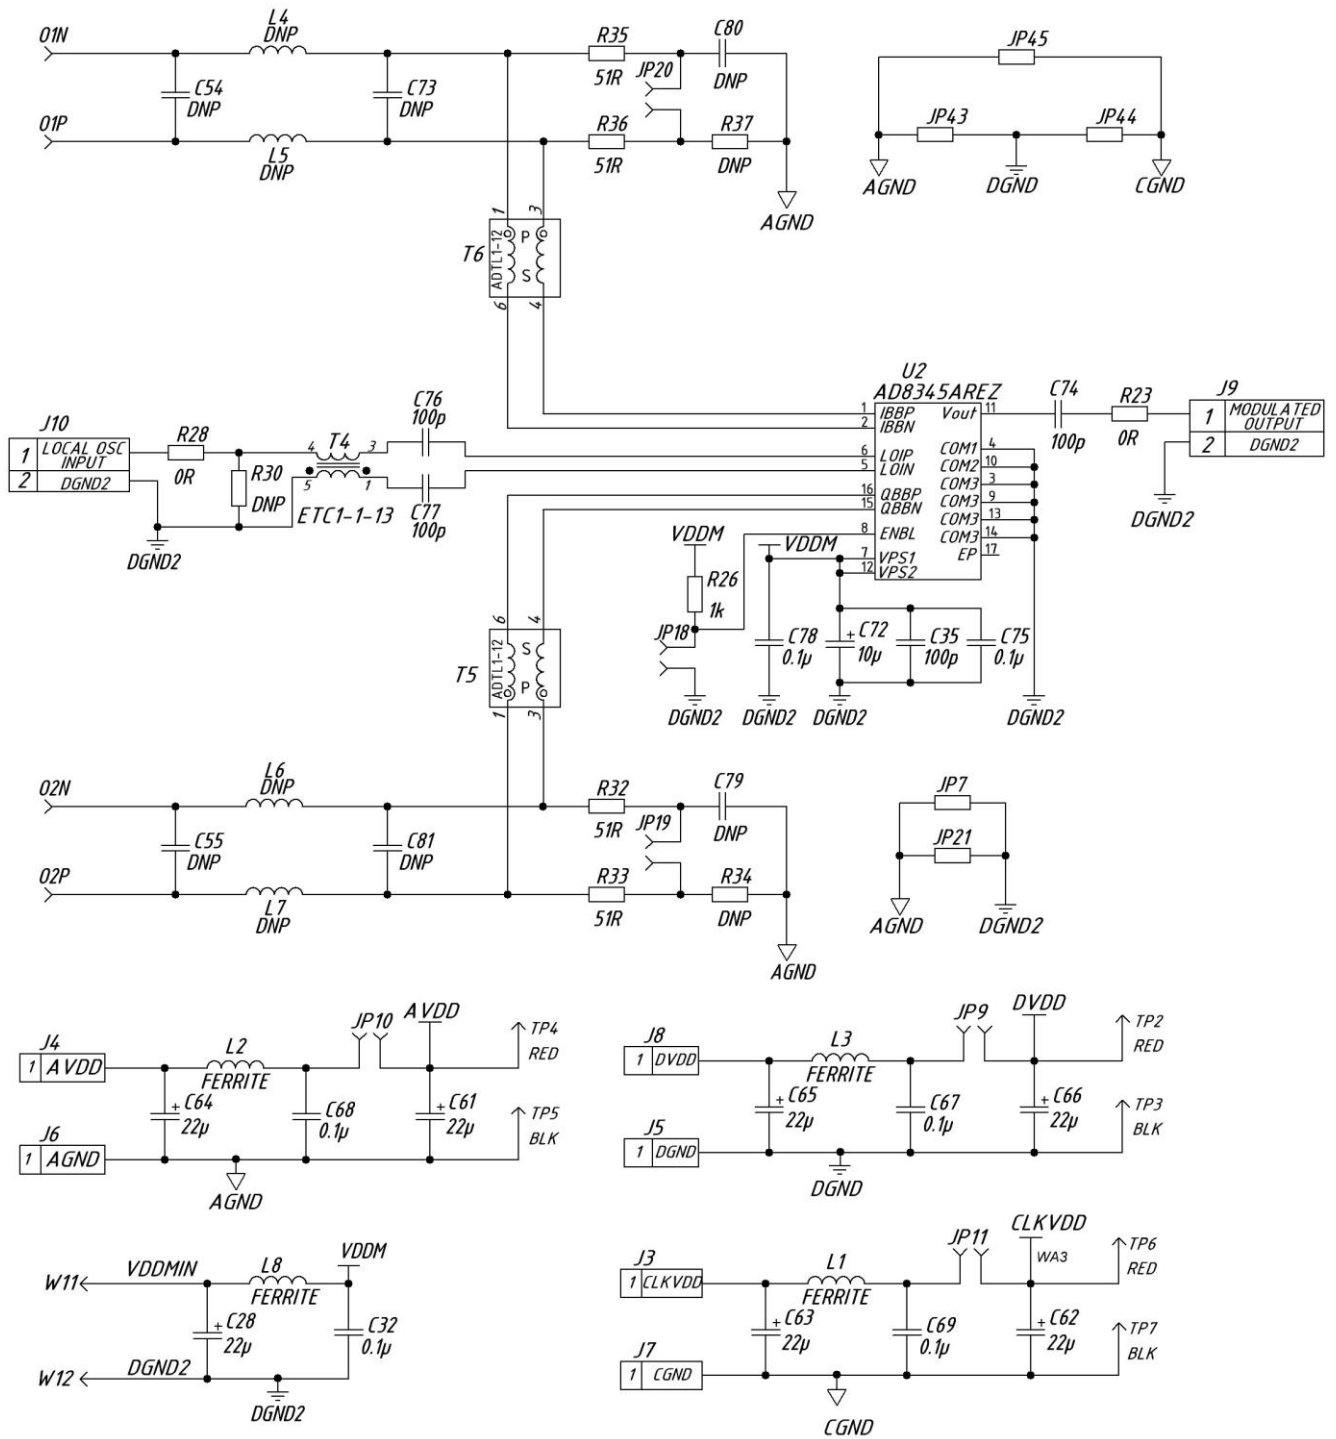 O1N
L4
DNP
C54
DNP
C73
DNP
R35
51R
JP20
C80
DNP
O1P
L5
DNP
R36
51R
R37
DNP
AGND
JP45
JP43
JP44
AGND
DGND
CGND
T6
ADTL1-12
1
3
P
S
6
4
J10
1 LOCAL OSC
INPUT
2 DGND2
R28
0R
R30
DNP
DGND2
T4
4
3
5
1
ETC1-1-13
C76
100p
C77
100p
U2
AD8345AREZ
1 IBBP
2 IBBN
6 LOIP
5 LOIN
16 QBBP
15 QBBN
8 ENBL
7 VPS1
12 VPS2
Vout 11
COM1 4
COM2 10
COM3 3
COM3 9
COM3 13
COM3 14
EP 17
C74
100p
R23
0R
J9
1 MODULATED
OUTPUT
2 DGND2
DGND2
VDDM
R26
1k
JP18
DGND2
VDDM
C78
0.1µ
DGND2
+ C72
10µ
DGND2
C35
100p
C75
0.1µ
DGND2
T5
ADTL1-12
6
4
S
P
1
3
O2N
L6
DNP
C55
DNP
C81
DNP
R32
51R
JP19
C79
DNP
O2P
L7
DNP
R33
51R
R34
DNP
AGND
JP7
JP21
AGND
DGND2
J4
1 AVDD
L2
FERRITE
JP10
AVDD
TP4
RED
+ C64
22µ
C68
0.1µ
+ C61
22µ
TP5
BLK
J6
1 AGND
AGND
J8
1 DVDD
L3
FERRITE
JP9
DVDD
TP2
RED
+ C65
22µ
C67
0.1µ
+ C66
22µ
TP3
BLK
J5
1 DGND
DGND
W11
VDDMIN
L8
FERRITE
VDDM
+ C28
22µ
C32
0.1µ
W12
DGND2
DGND2
J3
1 CLKVDD
L1
FERRITE
JP11
CLKVDD
WA3
TP6
RED
+ C63
22µ
C69
0.1µ
+ C62
22µ
TP7
BLK
J7
1 CGND
CGND